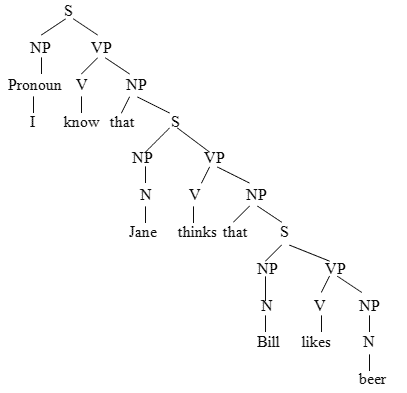 S
NP VP
Pronoun V NP
I know that S
NP VP
N V NP
Jane thinks that S
NP VP
N V NP
Bill likes N
beer